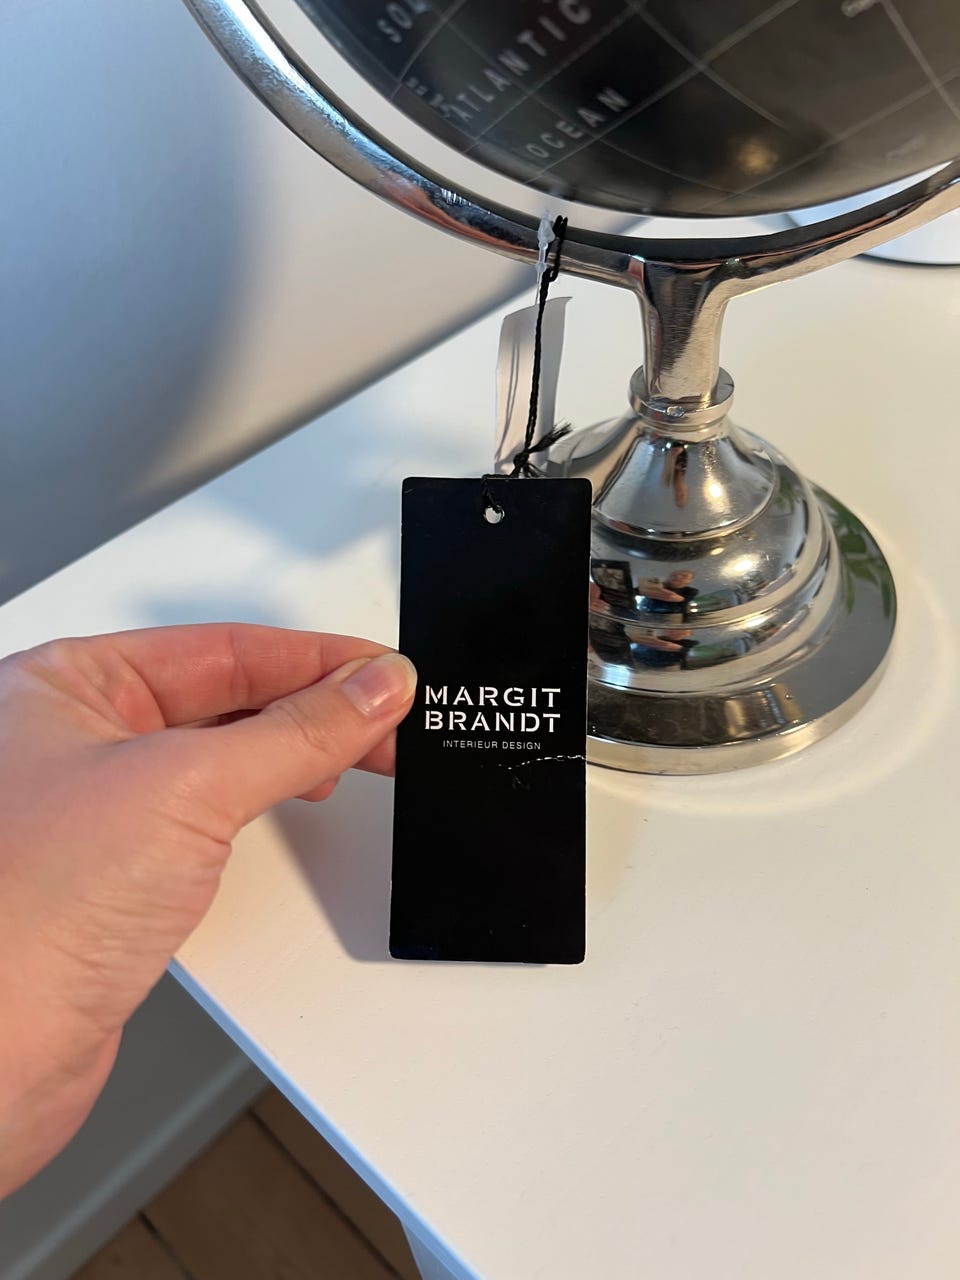 ATLANTIC
OCEAN
MARGIT
BRANDT
INTERIEUR DESIGN